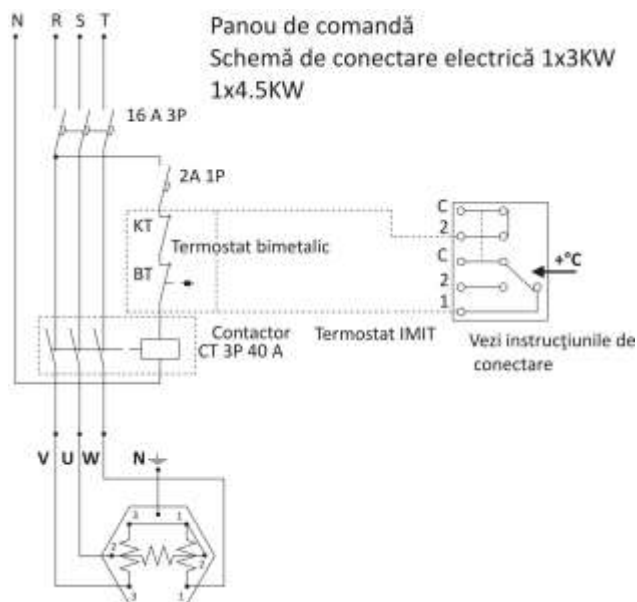 N R S T
Panou de comandă
Schemă de conectare electrică 1x3KW
1x4.5KW
16 A 3P
2A 1P
KT
Termostat bimetalic
BT
C
2
C
2
1
+°C
Contactor
CT 3P 40 A
Termostat IMIT
Vezi instrucţiunile de
conectare
V U W N
3 1
2 2
3 1